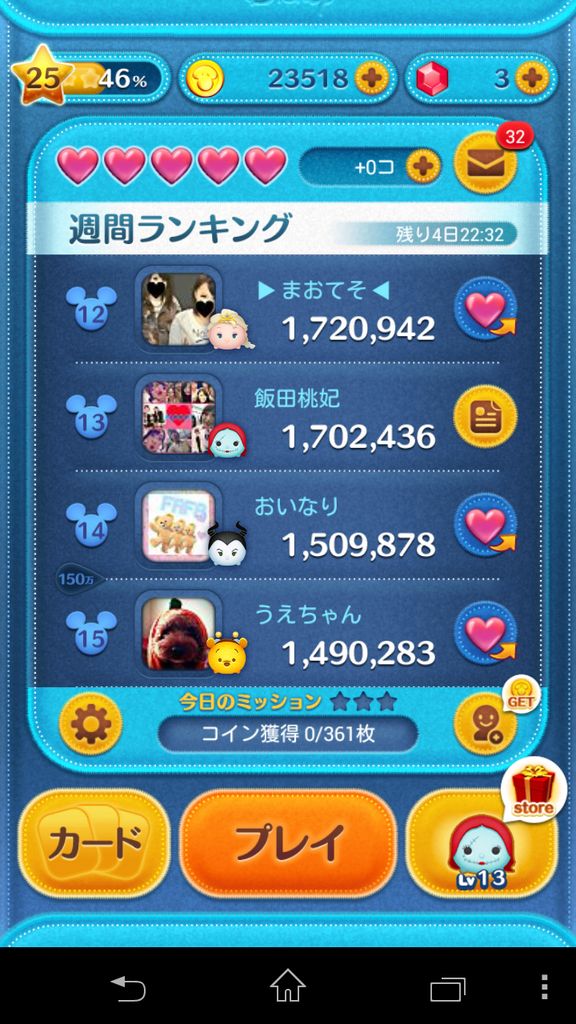 25 46%
23518
3
+0コ
32
週間ランキング
残り4日22:32
12
▶まおてそ◀
1,720,942
13
飯田桃妃
1,702,436
14
FAFB
おいなり
1,509,878
150万
15
うえちゃん
1,490,283
今日のミッション
コイン獲得 0/361枚
GET
カード
プレイ
store
Lv13